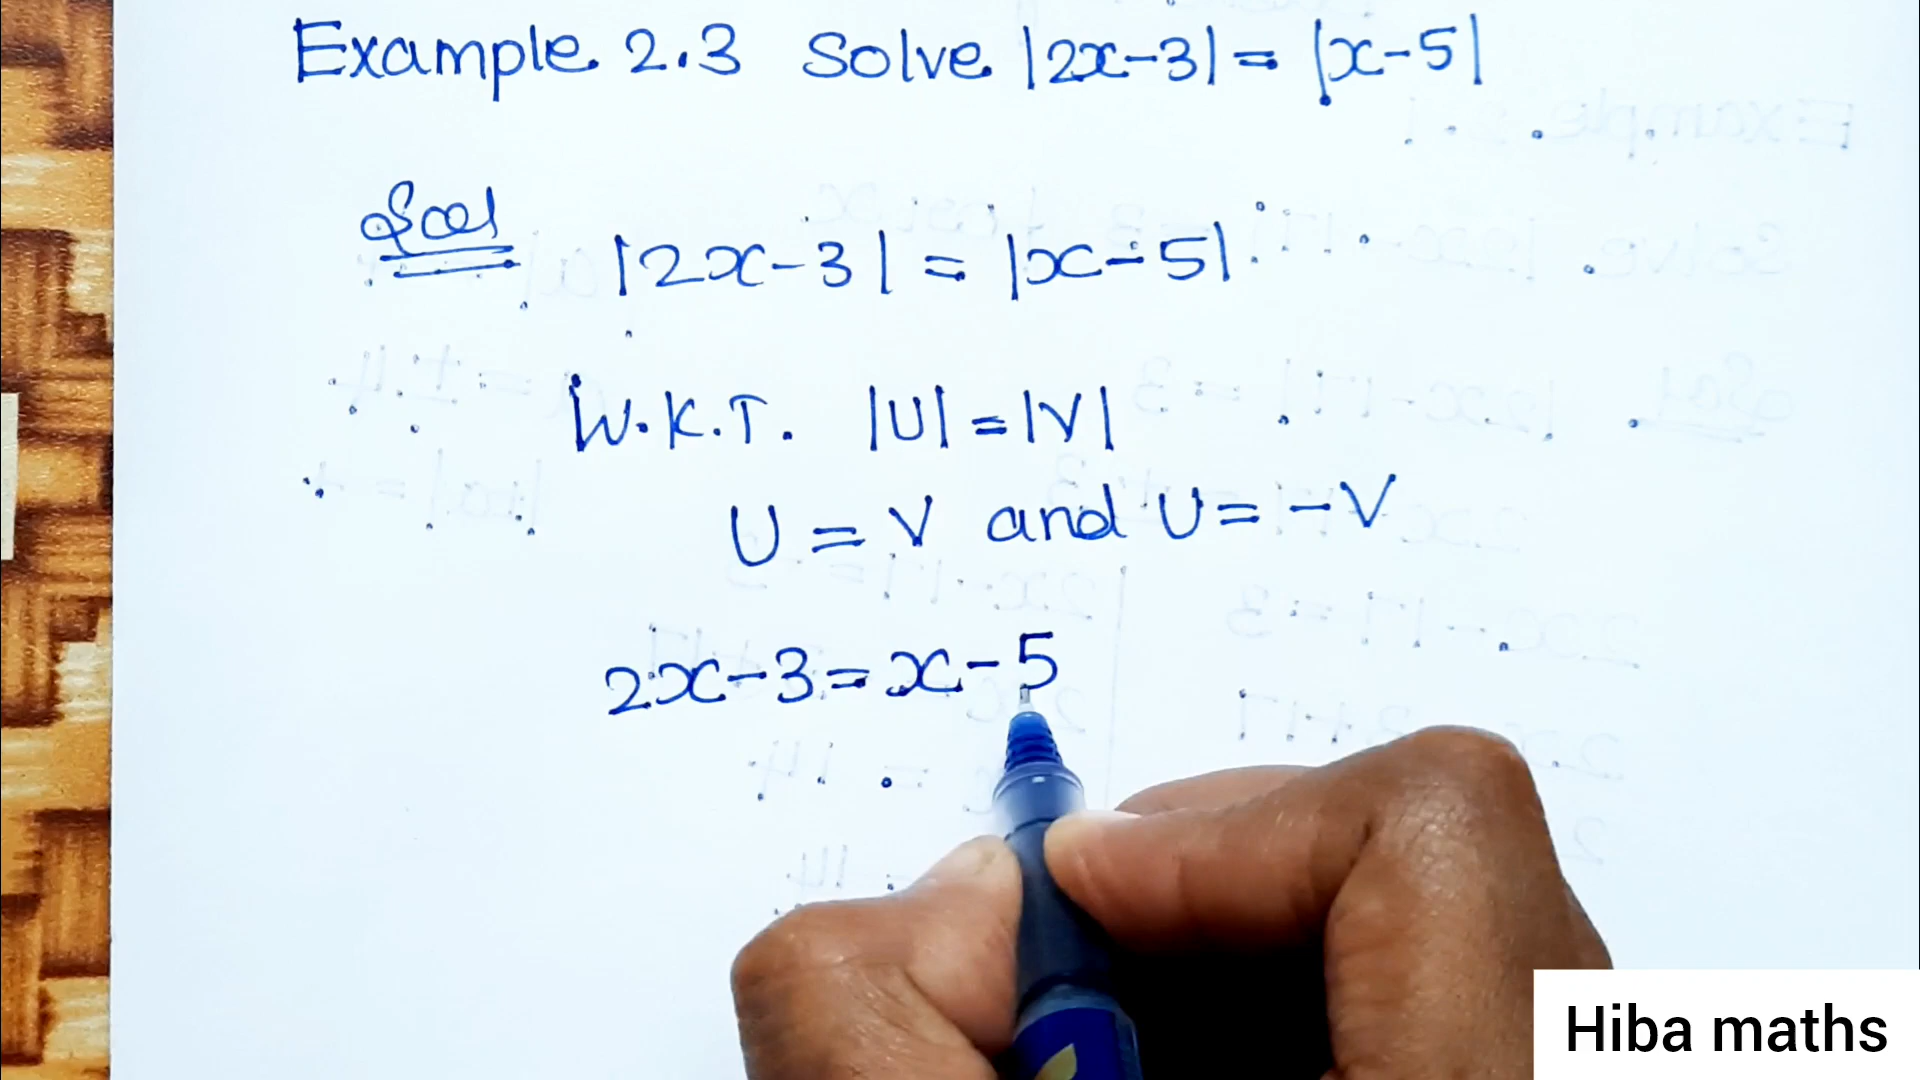 Example 2.3 Solve |2x-3| = |x-5|
Sol
|2x-3| = |x-5|
W.K.T. |U| = |V|
U = V and U = -V
2x-3 = x-5
Hiba maths